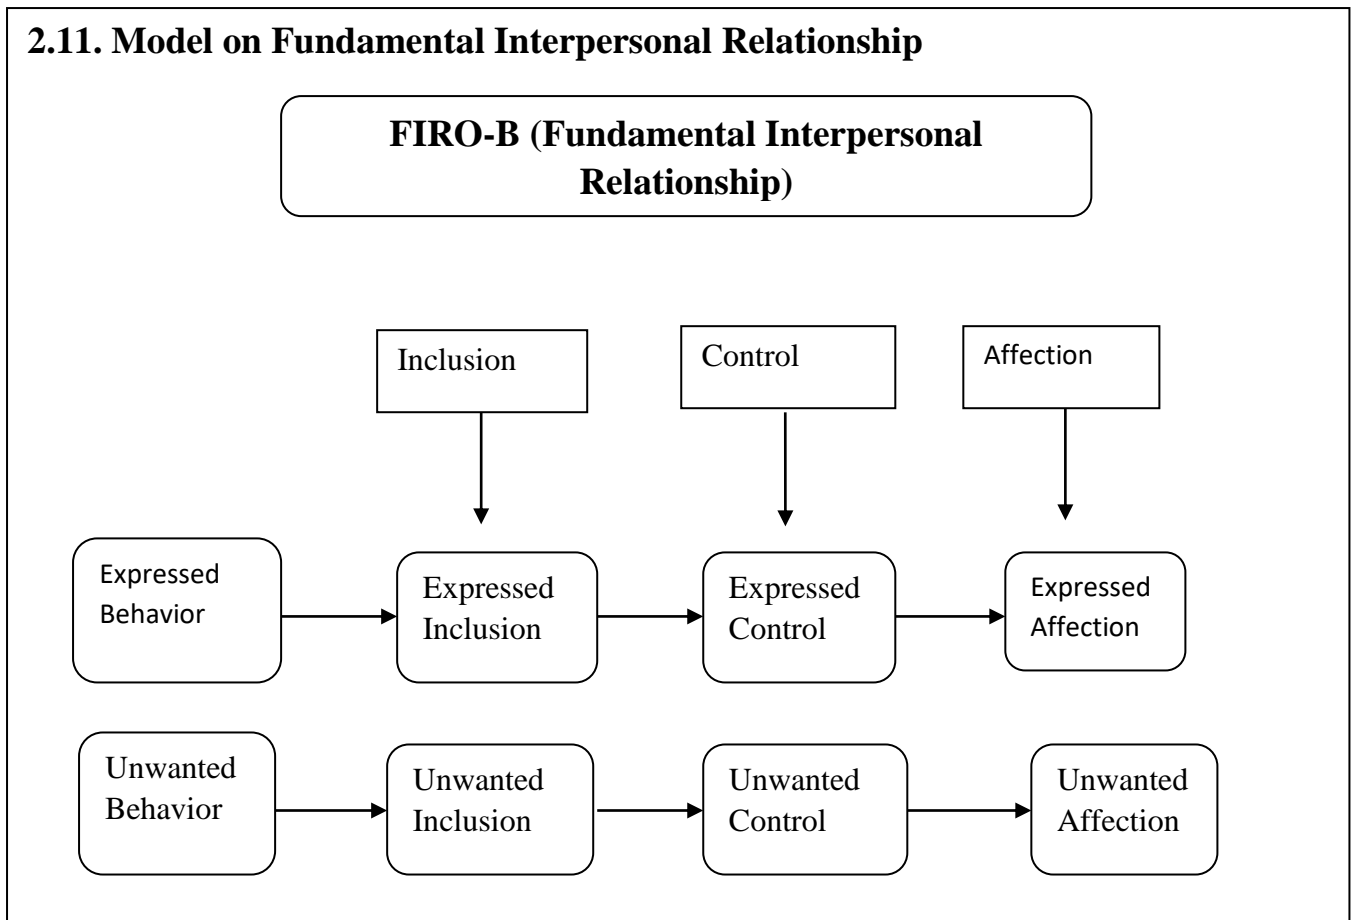 2.11. Model on Fundamental Interpersonal Relationship
FIRO-B (Fundamental Interpersonal
Relationship)
Inclusion
Control
Affection
Expressed
Behavior
Expressed
Inclusion
Expressed
Control
Expressed
Affection
Unwanted
Behavior
Unwanted
Inclusion
Unwanted
Control
Unwanted
Affection